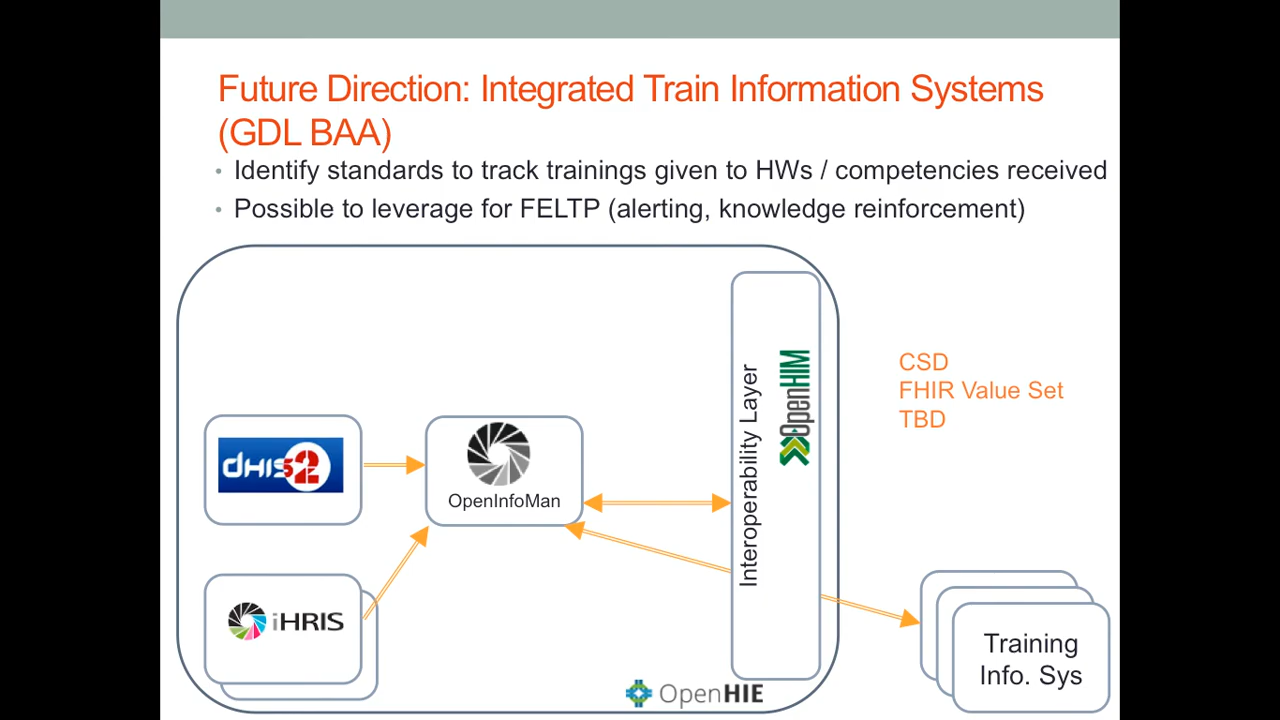 Future Direction: Integrated Train Information Systems
(GDL BAA)
• Identify standards to track trainings given to HWs / competencies received
• Possible to leverage for FELTP (alerting, knowledge reinforcement)
CSD
FHIR Value Set
TBD
Interoperability Layer
OpenHIM
dHIS2
OpenInfoMan
iHRIS
Training
Info. Sys
OpenHIE